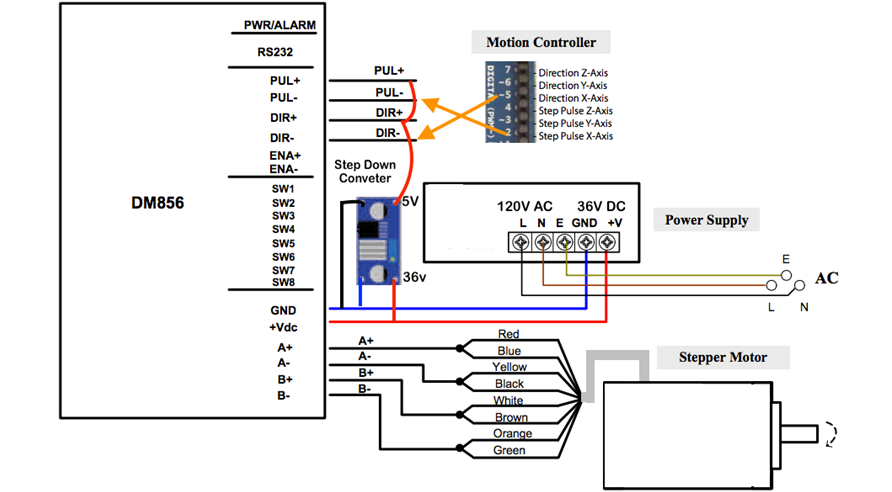 PWR/ALARM
RS232
PUL+
PUL-
DIR+
DIR-
ENA+
ENA-
SW1
SW2
SW3
SW4
SW5
SW6
SW7
SW8
GND
+Vdc
A+
A-
B+
B-
DM856
PUL+
PUL-
DIR+
DIR-
Motion Controller
7
~6
~5
4
~3
2
Direction Z-Axis
Direction Y-Axis
Direction X-Axis
Step Pulse Z-Axis
Step Pulse Y-Axis
Step Pulse X-Axis
Step Down
Conveter
5V
36v
120V AC 36V DC
L N E GND +V
Power Supply
E
AC
L N
A+
A-
B+
B-
Red
Blue
Yellow
Black
White
Brown
Orange
Green
Stepper Motor